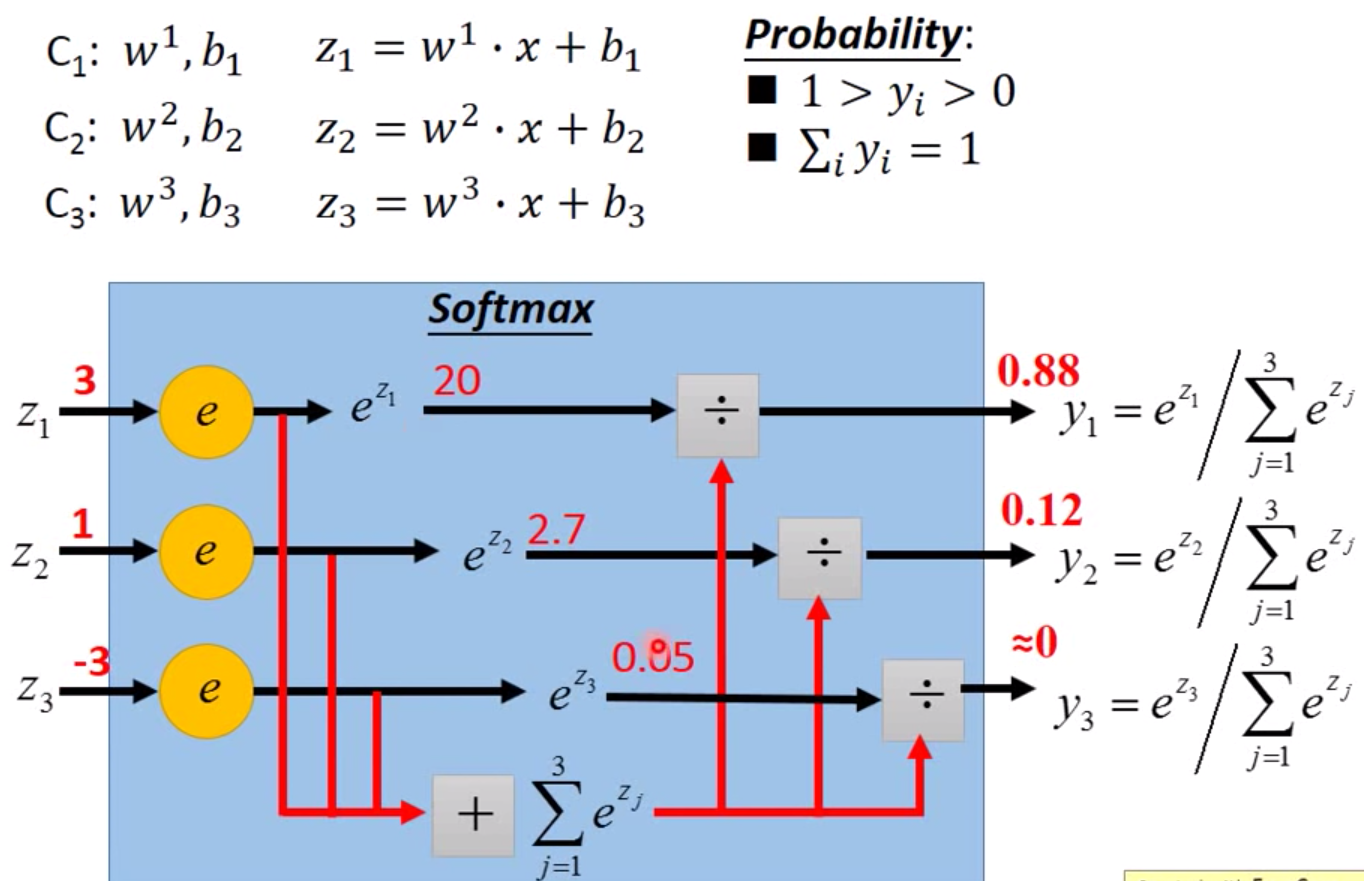 C₁: w¹, b₁   z₁ = w¹ · x + b₁
C₂: w², b₂   z₂ = w² · x + b₂
C₃: w³, b₃   z₃ = w³ · x + b₃
Probability:
■ 1 > yᵢ > 0
■ ∑ᵢ yᵢ = 1
Softmax
3   20   0.88
z₁   e   e^{z₁}   ÷   y₁ = e^{z₁} / ∑_{j=1}^{3} e^{z_j}
1   2.7   0.12
z₂   e   e^{z₂}   ÷   y₂ = e^{z₂} / ∑_{j=1}^{3} e^{z_j}
-3   0.05   ≈0
z₃   e   e^{z₃}   ÷   y₃ = e^{z₃} / ∑_{j=1}^{3} e^{z_j}
+   ∑_{j=1}^{3} e^{z_j}